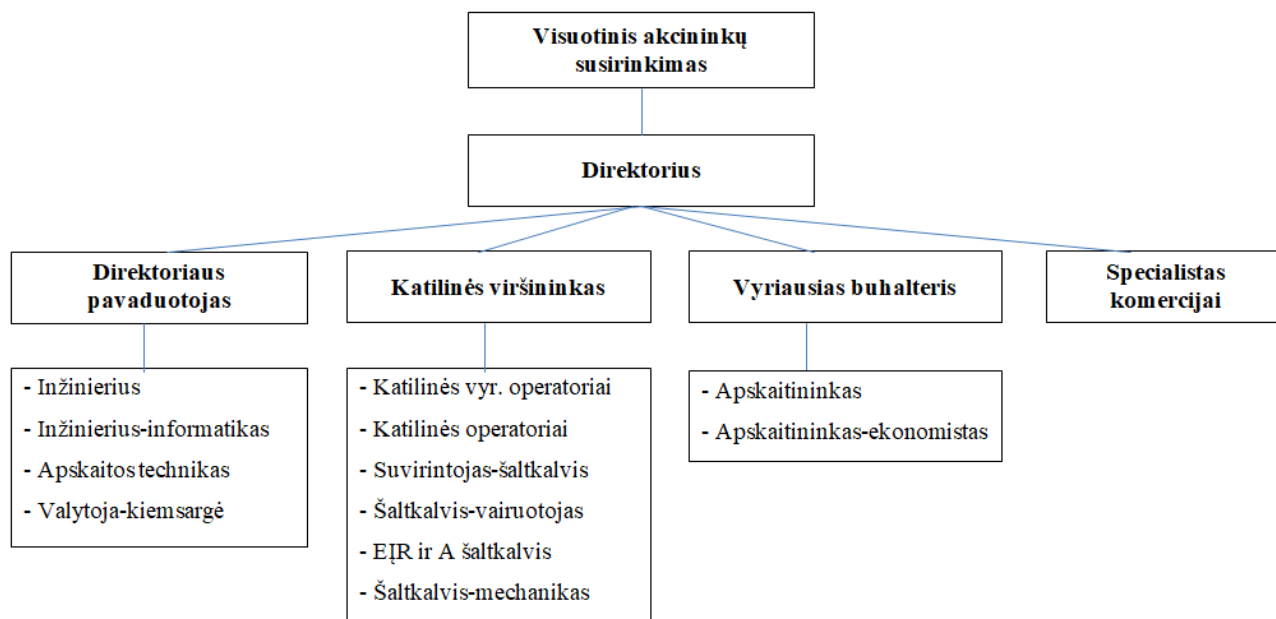 Visuotinis akcininkų
susirinkimas
Direktorius
Direktoriaus
pavaduotojas
Katilinės viršininkas
Vyriausias buhalteris
Specialistas
komercijai
- Inžinierius
- Inžinierius-informatikas
- Apskaitos technikas
- Valytoja-kiemsargė
- Katilinės vyr. operatoriai
- Katilinės operatoriai
- Suvirintojas-šaltkalvis
- Šaltkalvis-vairuotojas
- EĮR ir A šaltkalvis
- Šaltkalvis-mechanikas
- Apskaitininkas
- Apskaitininkas-ekonomistas